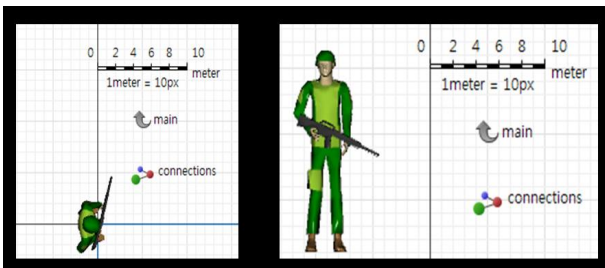 0 2 4 6 8 10
meter
1meter = 10px
main
connections
0 2 4 6 8 10
meter
1meter = 10px
main
connections